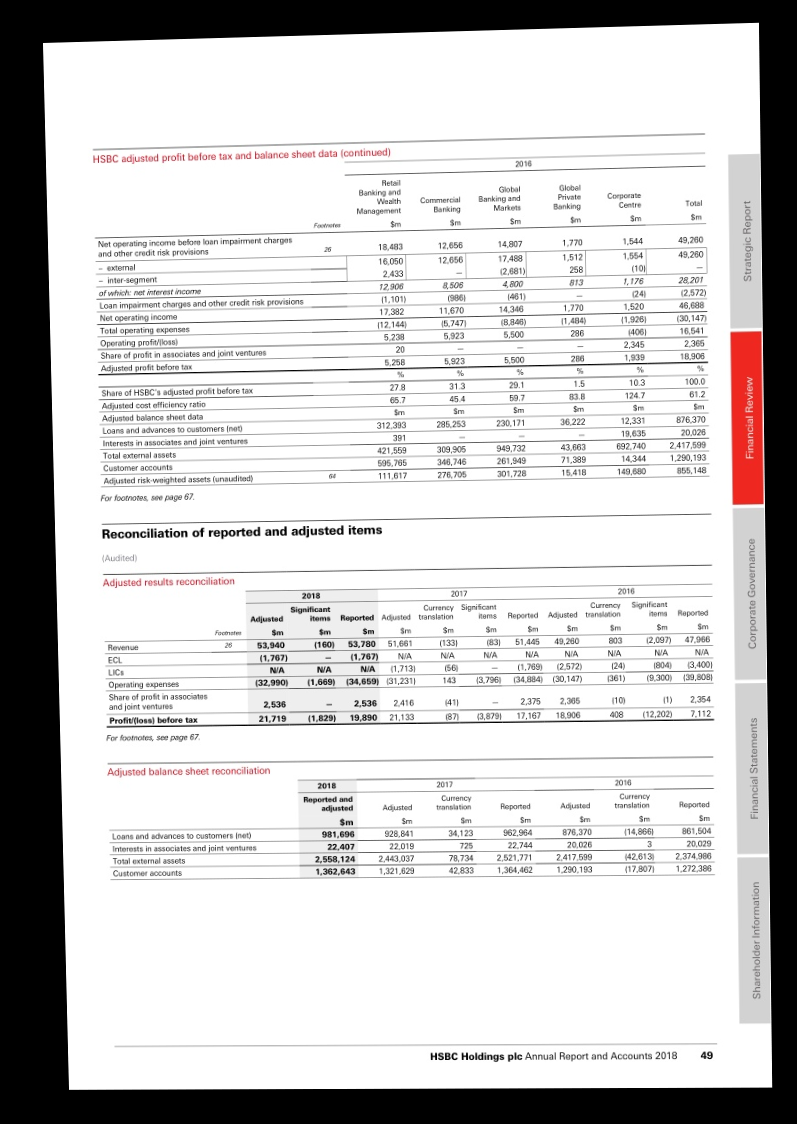 HSBC adjusted profit before tax and balance sheet data (continued)
2016
Footnotes Retail Banking and Wealth Management Commercial Banking Global Banking and Markets Global Private Banking Corporate Centre Total
$m $m $m $m $m $m
Net operating income before loan impairment charges
and other credit risk provisions 26 18,483 12,656 14,807 1,770 1,544 49,260
– external 16,050 12,656 17,488 1,512 1,554 49,260
– inter-segment 2,433 – (2,681) 258 (10) –
of which: net interest income 12,906 8,506 4,800 813 1,176 28,201
Loan impairment charges and other credit risk provisions (1,101) (986) (461) – (24) (2,572)
Net operating income 17,382 11,670 14,346 1,770 1,520 46,688
Total operating expenses (12,144) (5,747) (8,846) (1,484) (1,926) (30,147)
Operating profit/(loss) 5,238 5,923 5,500 286 (406) 16,541
Share of profit in associates and joint ventures 20 – – – 2,345 2,365
Adjusted profit before tax 5,258 5,923 5,500 286 1,939 18,906
% % % % % %
Share of HSBC's adjusted profit before tax 27.8 31.3 29.1 1.5 10.3 100.0
Adjusted cost efficiency ratio 65.7 45.4 59.7 83.8 124.7 61.2
Adjusted balance sheet data $m $m $m $m $m $m
Loans and advances to customers (net) 312,393 285,253 230,171 36,222 12,331 876,370
Interests in associates and joint ventures 391 – – – 19,635 20,026
Total external assets 421,559 309,905 949,732 43,663 692,740 2,417,599
Customer accounts 595,765 346,746 261,949 71,389 14,344 1,290,193
Adjusted risk-weighted assets (unaudited) 64 111,617 276,705 301,728 15,418 149,680 855,148
For footnotes, see page 67.
Reconciliation of reported and adjusted items
(Audited)
Adjusted results reconciliation
2018 2017 2016
Footnotes Adjusted Significant items Reported Adjusted Currency translation Significant items Reported Adjusted Currency translation Significant items Reported
$m $m $m $m $m $m $m $m $m $m $m
Revenue 26 53,940 (160) 53,780 51,661 (133) (83) 51,445 49,260 803 (2,097) 47,966
ECL (1,767) – (1,767) N/A N/A N/A N/A N/A N/A N/A N/A
LICs N/A N/A N/A (1,713) (56) – (1,769) (2,572) (24) (804) (3,400)
Operating expenses (32,990) (1,669) (34,659) (31,231) 143 (3,796) (34,884) (30,147) (361) (9,300) (39,808)
Share of profit in associates
and joint ventures 2,536 – 2,536 2,416 (41) – 2,375 2,365 (10) (1) 2,354
Profit/(loss) before tax 21,719 (1,829) 19,890 21,133 (87) (3,879) 17,167 18,906 408 (12,202) 7,112
For footnotes, see page 67.
Adjusted balance sheet reconciliation
2018 2017 2016
Reported and adjusted Adjusted Currency translation Reported Adjusted Currency translation Reported
$m $m $m $m $m $m $m
Loans and advances to customers (net) 981,696 928,841 34,123 962,964 876,370 (14,866) 861,504
Interests in associates and joint ventures 22,407 22,019 725 22,744 20,026 3 20,029
Total external assets 2,558,124 2,443,037 78,734 2,521,771 2,417,599 (42,613) 2,374,986
Customer accounts 1,362,643 1,321,629 42,833 1,364,462 1,290,193 (17,807) 1,272,386
Strategic Report
Financial Review
Corporate Governance
Financial Statements
Shareholder Information
HSBC Holdings plc Annual Report and Accounts 2018 49